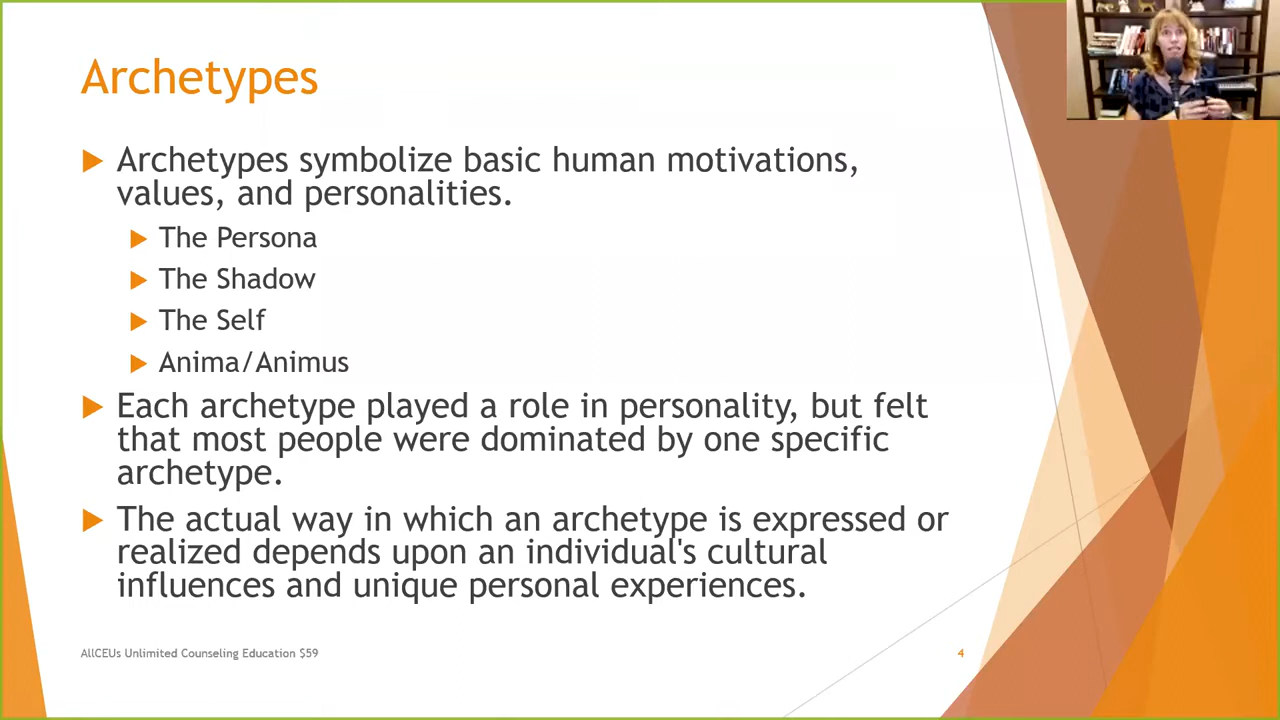 Archetypes
Archetypes symbolize basic human motivations,
values, and personalities.
The Persona
The Shadow
The Self
Anima/Animus
Each archetype played a role in personality, but felt
that most people were dominated by one specific
archetype.
The actual way in which an archetype is expressed or
realized depends upon an individual's cultural
influences and unique personal experiences.
AllCEUs Unlimited Counseling Education $59
4